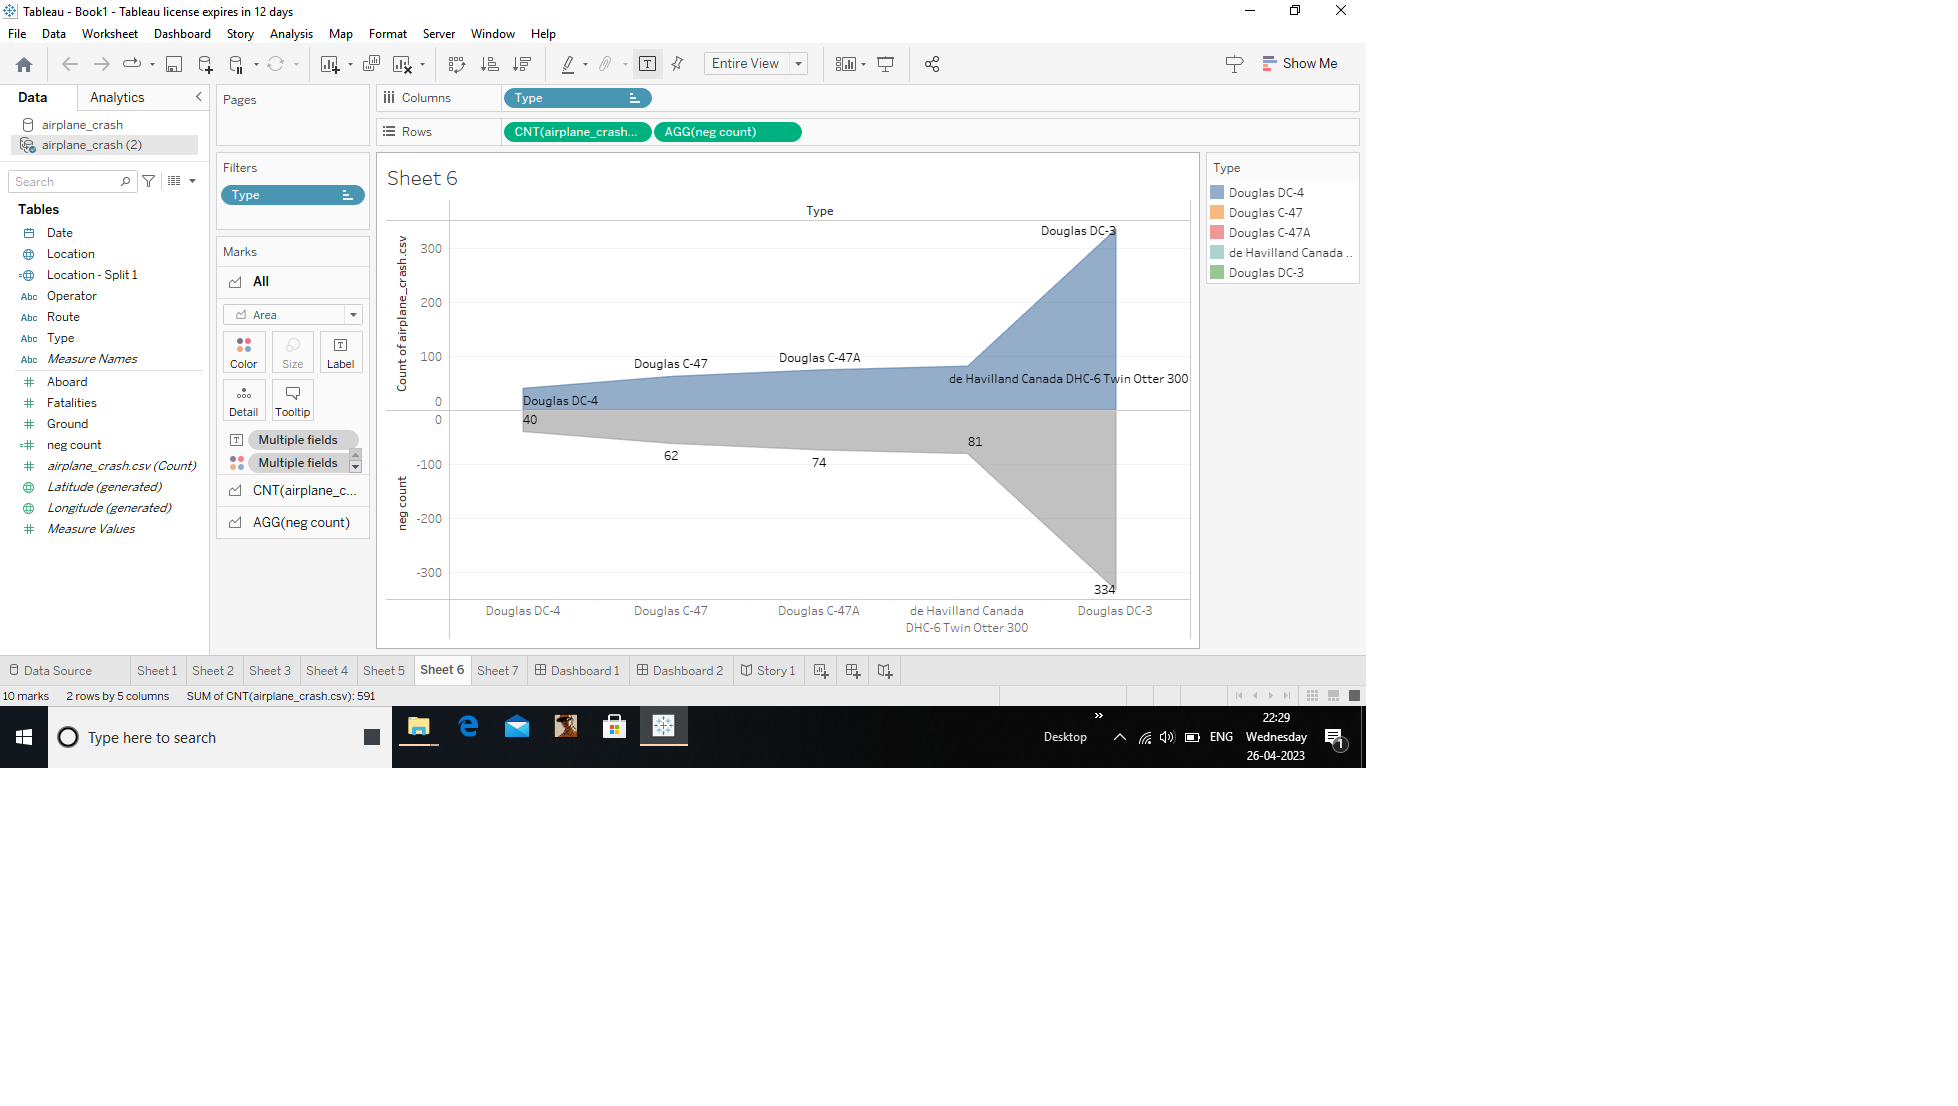 Tableau - Book1 - Tableau license expires in 12 days
File Data Worksheet Dashboard Story Analysis Map Format Server Window Help
Entire View
Show Me
Data Analytics
airplane_crash
airplane_crash (2)
Search
Tables
Date
Location
Location - Split 1
Abc Operator
Abc Route
Abc Type
Abc Measure Names
Aboard
Fatalities
Ground
neg count
airplane_crash.csv (Count)
Latitude (generated)
Longitude (generated)
Measure Values
Pages
Filters
Type
Marks
All
Area
Color Size Label
Detail Tooltip
Multiple fields
Multiple fields
CNT(airplane_c...
AGG(neg count)
Columns Type
Rows CNT(airplane_crash... AGG(neg count)
Sheet 6
Type
Count of airplane_crash.csv
300
200
100
0
neg count
0
-100
-200
-300
Douglas DC-3
Douglas C-47
Douglas C-47A
de Havilland Canada DHC-6 Twin Otter 300
Douglas DC-4
40
62
74
81
334
Douglas DC-4 Douglas C-47 Douglas C-47A de Havilland Canada Douglas DC-3
DHC-6 Twin Otter 300
Type
Douglas DC-4
Douglas C-47
Douglas C-47A
de Havilland Canada ..
Douglas DC-3
Data Source Sheet 1 Sheet 2 Sheet 3 Sheet 4 Sheet 5 Sheet 6 Sheet 7 Dashboard 1 Dashboard 2 Story 1
10 marks 2 rows by 5 columns SUM of CNT(airplane_crash.csv): 591
Type here to search
Desktop
ENG
22:29
Wednesday
26-04-2023
1